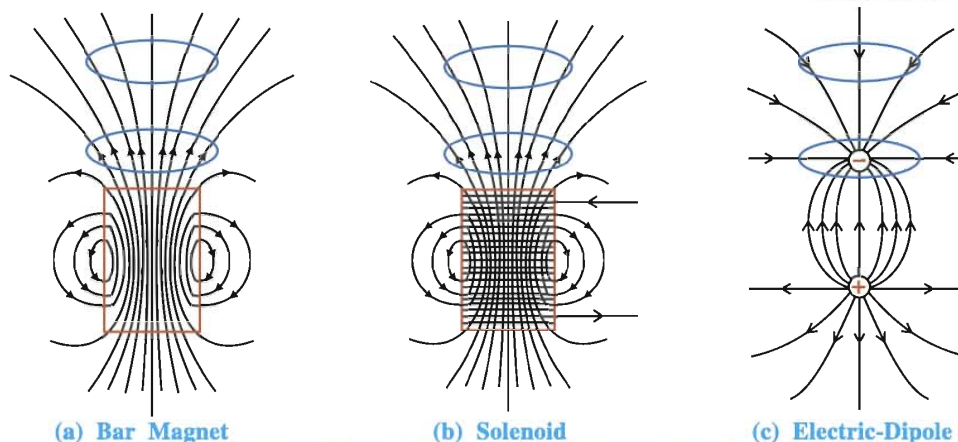 −
+
(a) Bar Magnet
(b) Solenoid
(c) Electric-Dipole